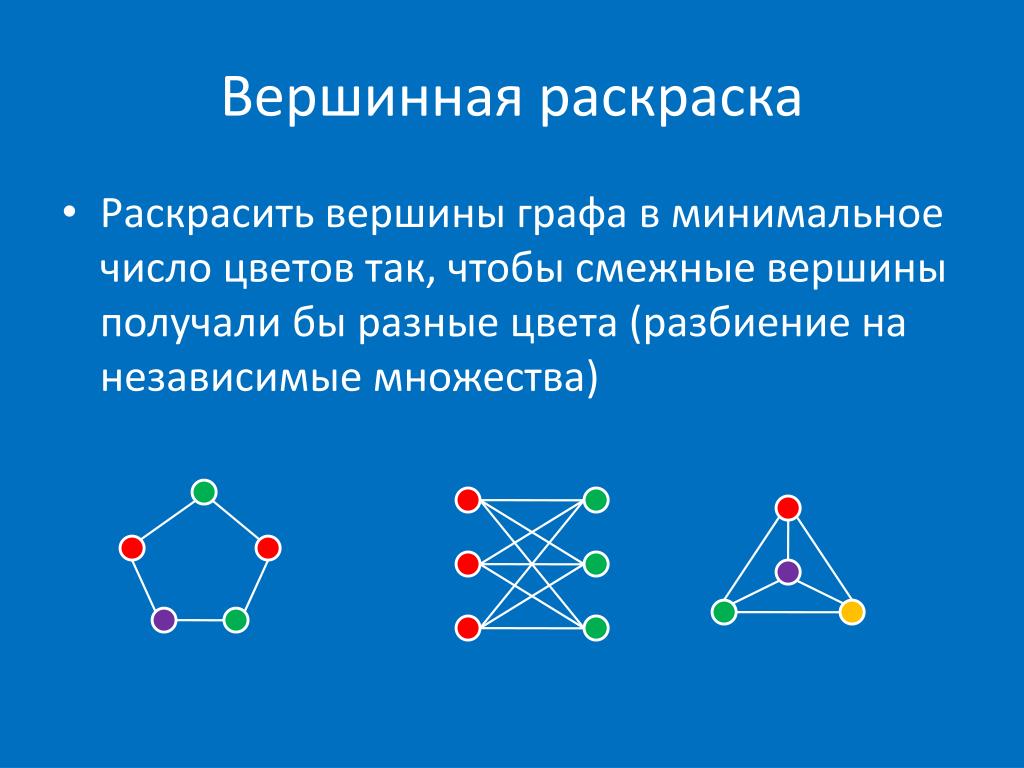 Вершинная раскраска
• Раскрасить вершины графа в минимальное
число цветов так, чтобы смежные вершины
получали бы разные цвета (разбиение на
независимые множества)